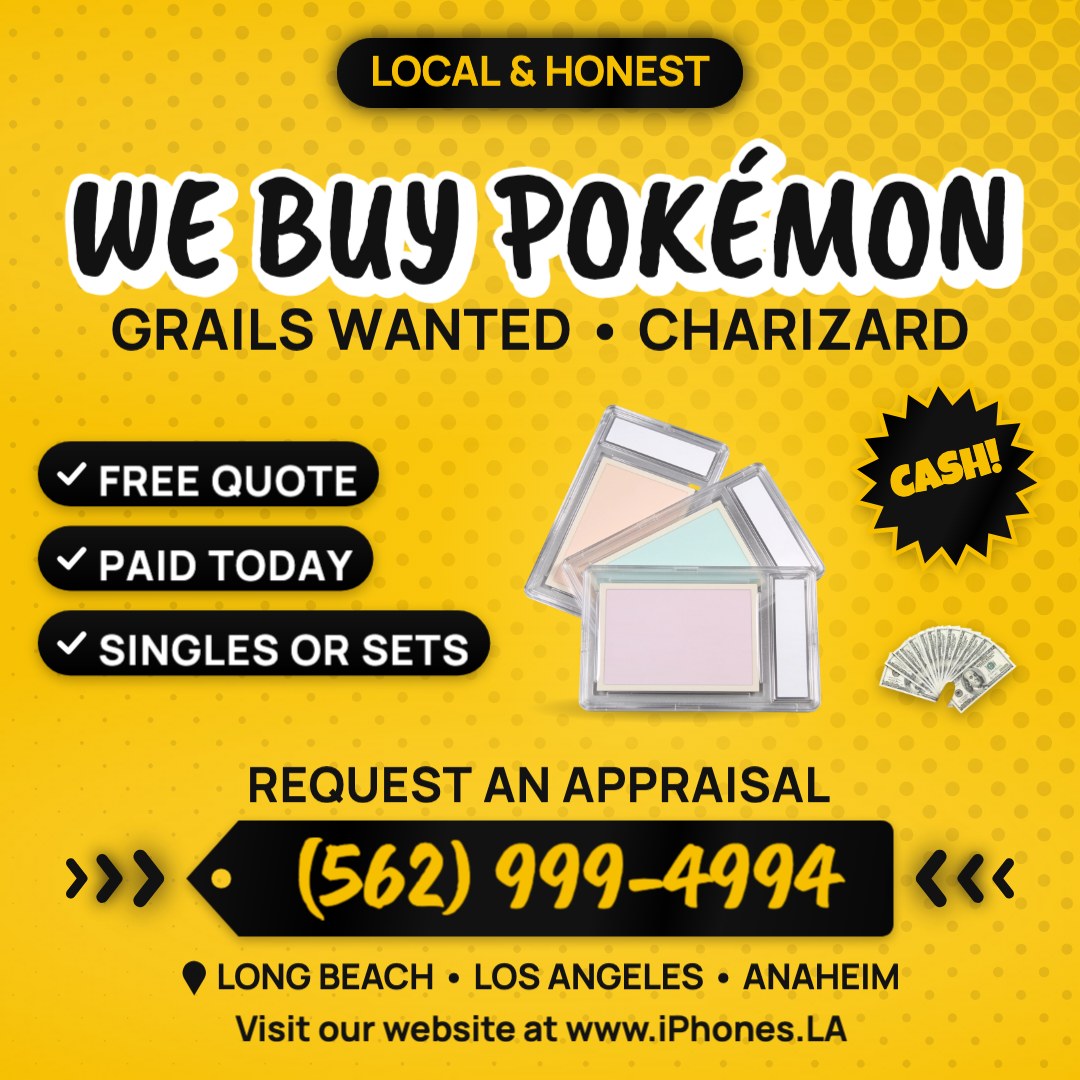 LOCAL & HONEST
WE BUY POKÉMON
GRAILS WANTED • CHARIZARD
FREE QUOTE
PAID TODAY
SINGLES OR SETS
CASH!
REQUEST AN APPRAISAL
(562) 999-4994
LONG BEACH • LOS ANGELES • ANAHEIM
Visit our website at www.iPhones.LA